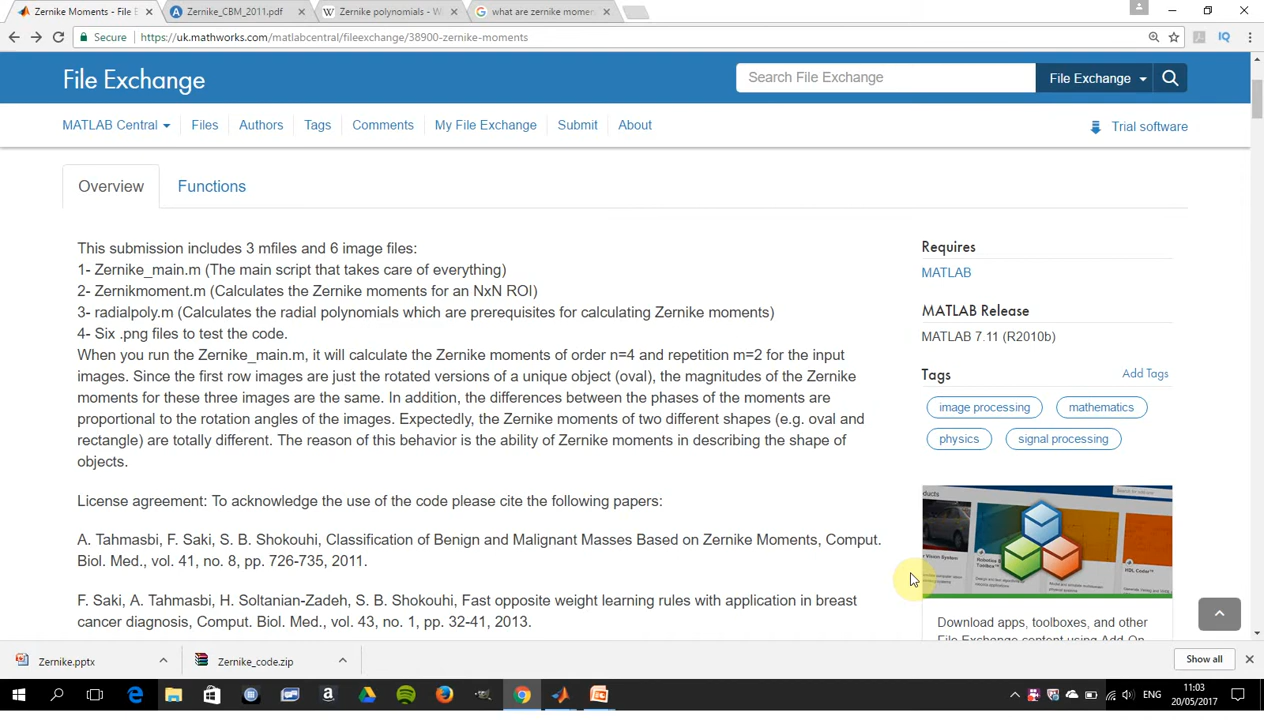 Zernike Moments - File E
Zernike_CBM_2011.pdf
Zernike polynomials - W
what are zernike momen
Secure
https://uk.mathworks.com/matlabcentral/fileexchange/38900-zernike-moments
File Exchange
Search File Exchange
File Exchange
MATLAB Central Files Authors Tags Comments My File Exchange Submit About
Trial software
Overview Functions
This submission includes 3 mfiles and 6 image files:
1- Zernike_main.m (The main script that takes care of everything)
2- Zernikmoment.m (Calculates the Zernike moments for an NxN ROI)
3- radialpoly.m (Calculates the radial polynomials which are prerequisites for calculating Zernike moments)
4- Six .png files to test the code.
When you run the Zernike_main.m, it will calculate the Zernike moments of order n=4 and repetition m=2 for the input
images. Since the first row images are just the rotated versions of a unique object (oval), the magnitudes of the Zernike
moments for these three images are the same. In addition, the differences between the phases of the moments are
proportional to the rotation angles of the images. Expectedly, the Zernike moments of two different shapes (e.g. oval and
rectangle) are totally different. The reason of this behavior is the ability of Zernike moments in describing the shape of
objects.
License agreement: To acknowledge the use of the code please cite the following papers:
A. Tahmasbi, F. Saki, S. B. Shokouhi, Classification of Benign and Malignant Masses Based on Zernike Moments, Comput.
Biol. Med., vol. 41, no. 8, pp. 726-735, 2011.
F. Saki, A. Tahmasbi, H. Soltanian-Zadeh, S. B. Shokouhi, Fast opposite weight learning rules with application in breast
cancer diagnosis, Comput. Biol. Med., vol. 43, no. 1, pp. 32-41, 2013.
Requires
MATLAB
MATLAB Release
MATLAB 7.11 (R2010b)
Tags
Add Tags
image processing
mathematics
physics
signal processing
Download apps, toolboxes, and other
File Exchange content using Add-On
Zernike.pptx
Zernike_code.zip
Show all
ENG
11:03
20/05/2017